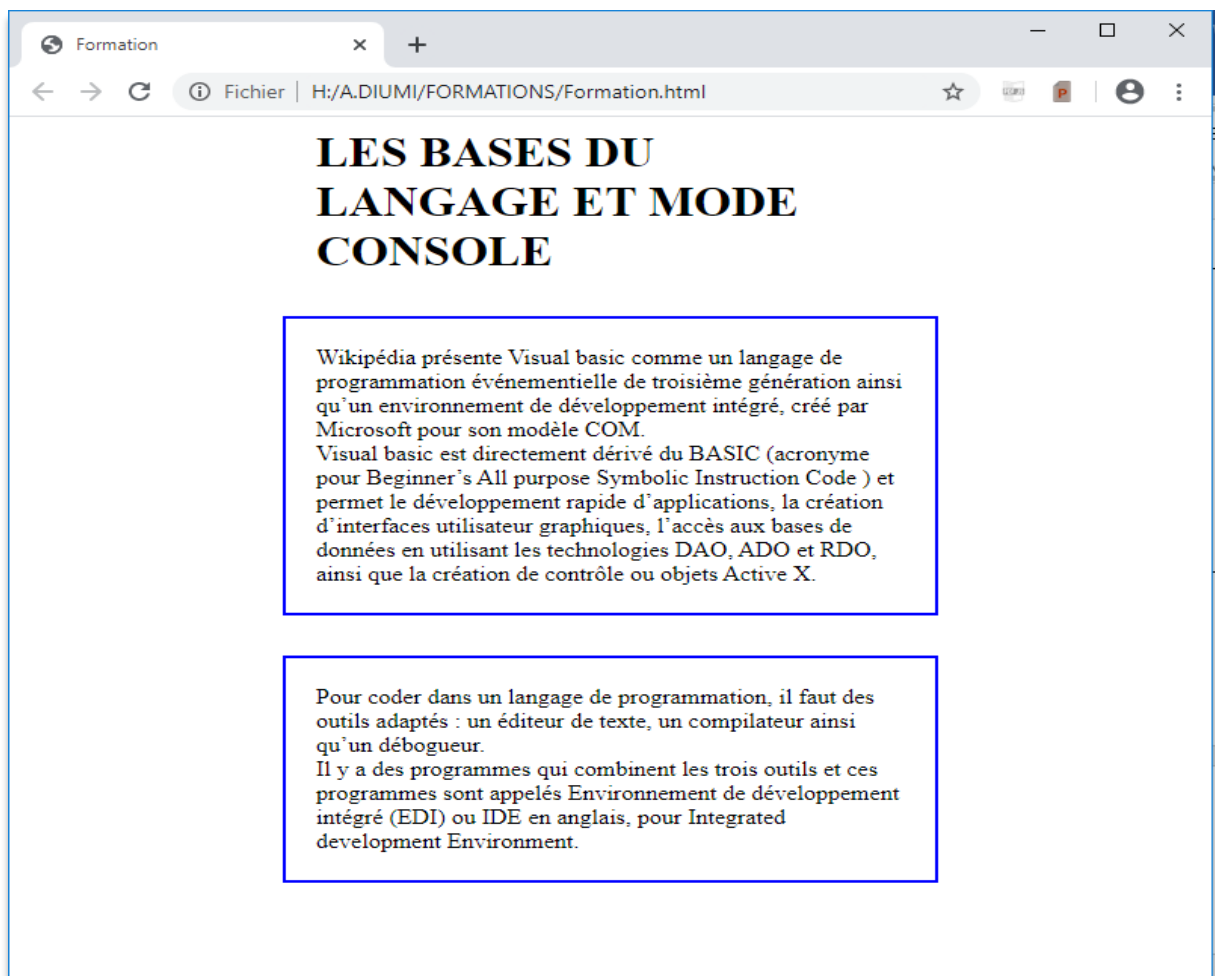 Formation
Fichier | H:/A.DIUMI/FORMATIONS/Formation.html
LES BASES DU
LANGAGE ET MODE
CONSOLE
Wikipédia présente Visual basic comme un langage de
programmation événementielle de troisième génération ainsi
qu’un environnement de développement intégré, créé par
Microsoft pour son modèle COM.
Visual basic est directement dérivé du BASIC (acronyme
pour Beginner’s All purpose Symbolic Instruction Code ) et
permet le développement rapide d’applications, la création
d’interfaces utilisateur graphiques, l’accès aux bases de
données en utilisant les technologies DAO, ADO et RDO,
ainsi que la création de contrôle ou objets Active X.
Pour coder dans un langage de programmation, il faut des
outils adaptés : un éditeur de texte, un compilateur ainsi
qu’un débogueur.
Il y a des programmes qui combinent les trois outils et ces
programmes sont appelés Environnement de développement
intégré (EDI) ou IDE en anglais, pour Integrated
development Environment.